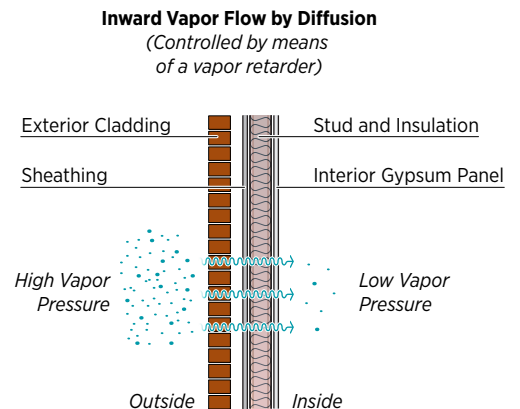 Inward Vapor Flow by Diffusion
(Controlled by means
of a vapor retarder)
Exterior Cladding
Stud and Insulation
Sheathing
Interior Gypsum Panel
High Vapor
Pressure
Low Vapor
Pressure
Outside
Inside